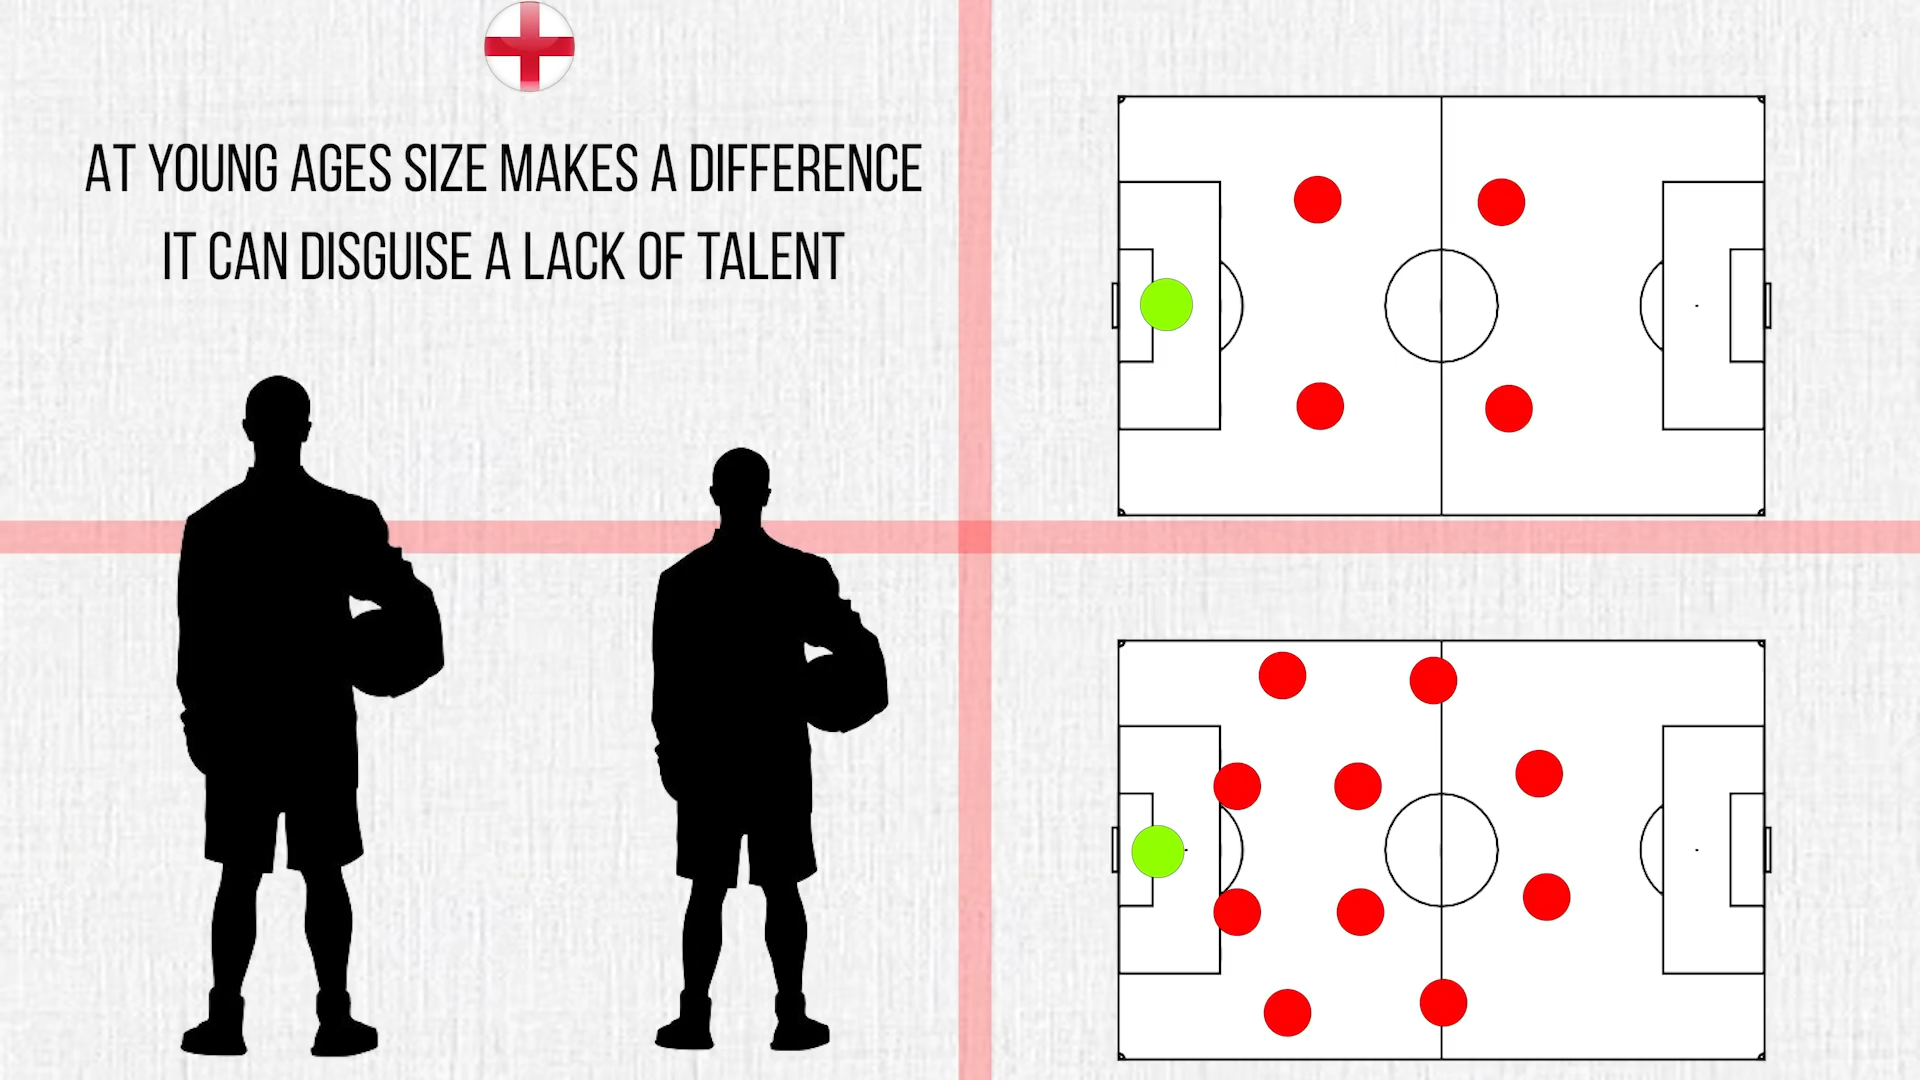 AT YOUNG AGES SIZE MAKES A DIFFERENCE
IT CAN DISGUISE A LACK OF TALENT